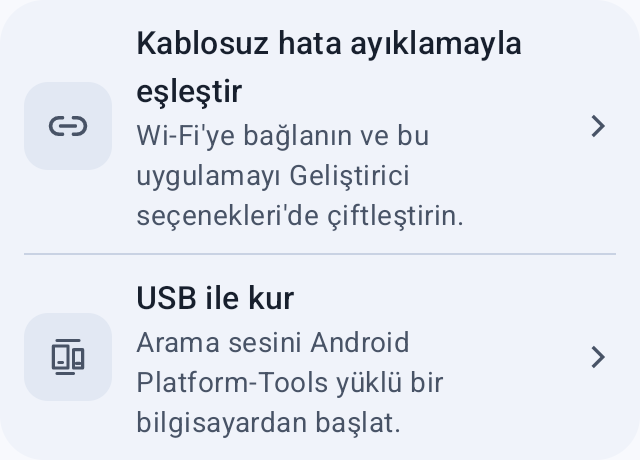 Kablosuz hata ayıklamayla
eşleştir
Wi-Fi'ye bağlanın ve bu
uygulamayı Geliştirici
seçenekleri'de çiftleştirin.
USB ile kur
Arama sesini Android
Platform-Tools yüklü bir
bilgisayardan başlat.